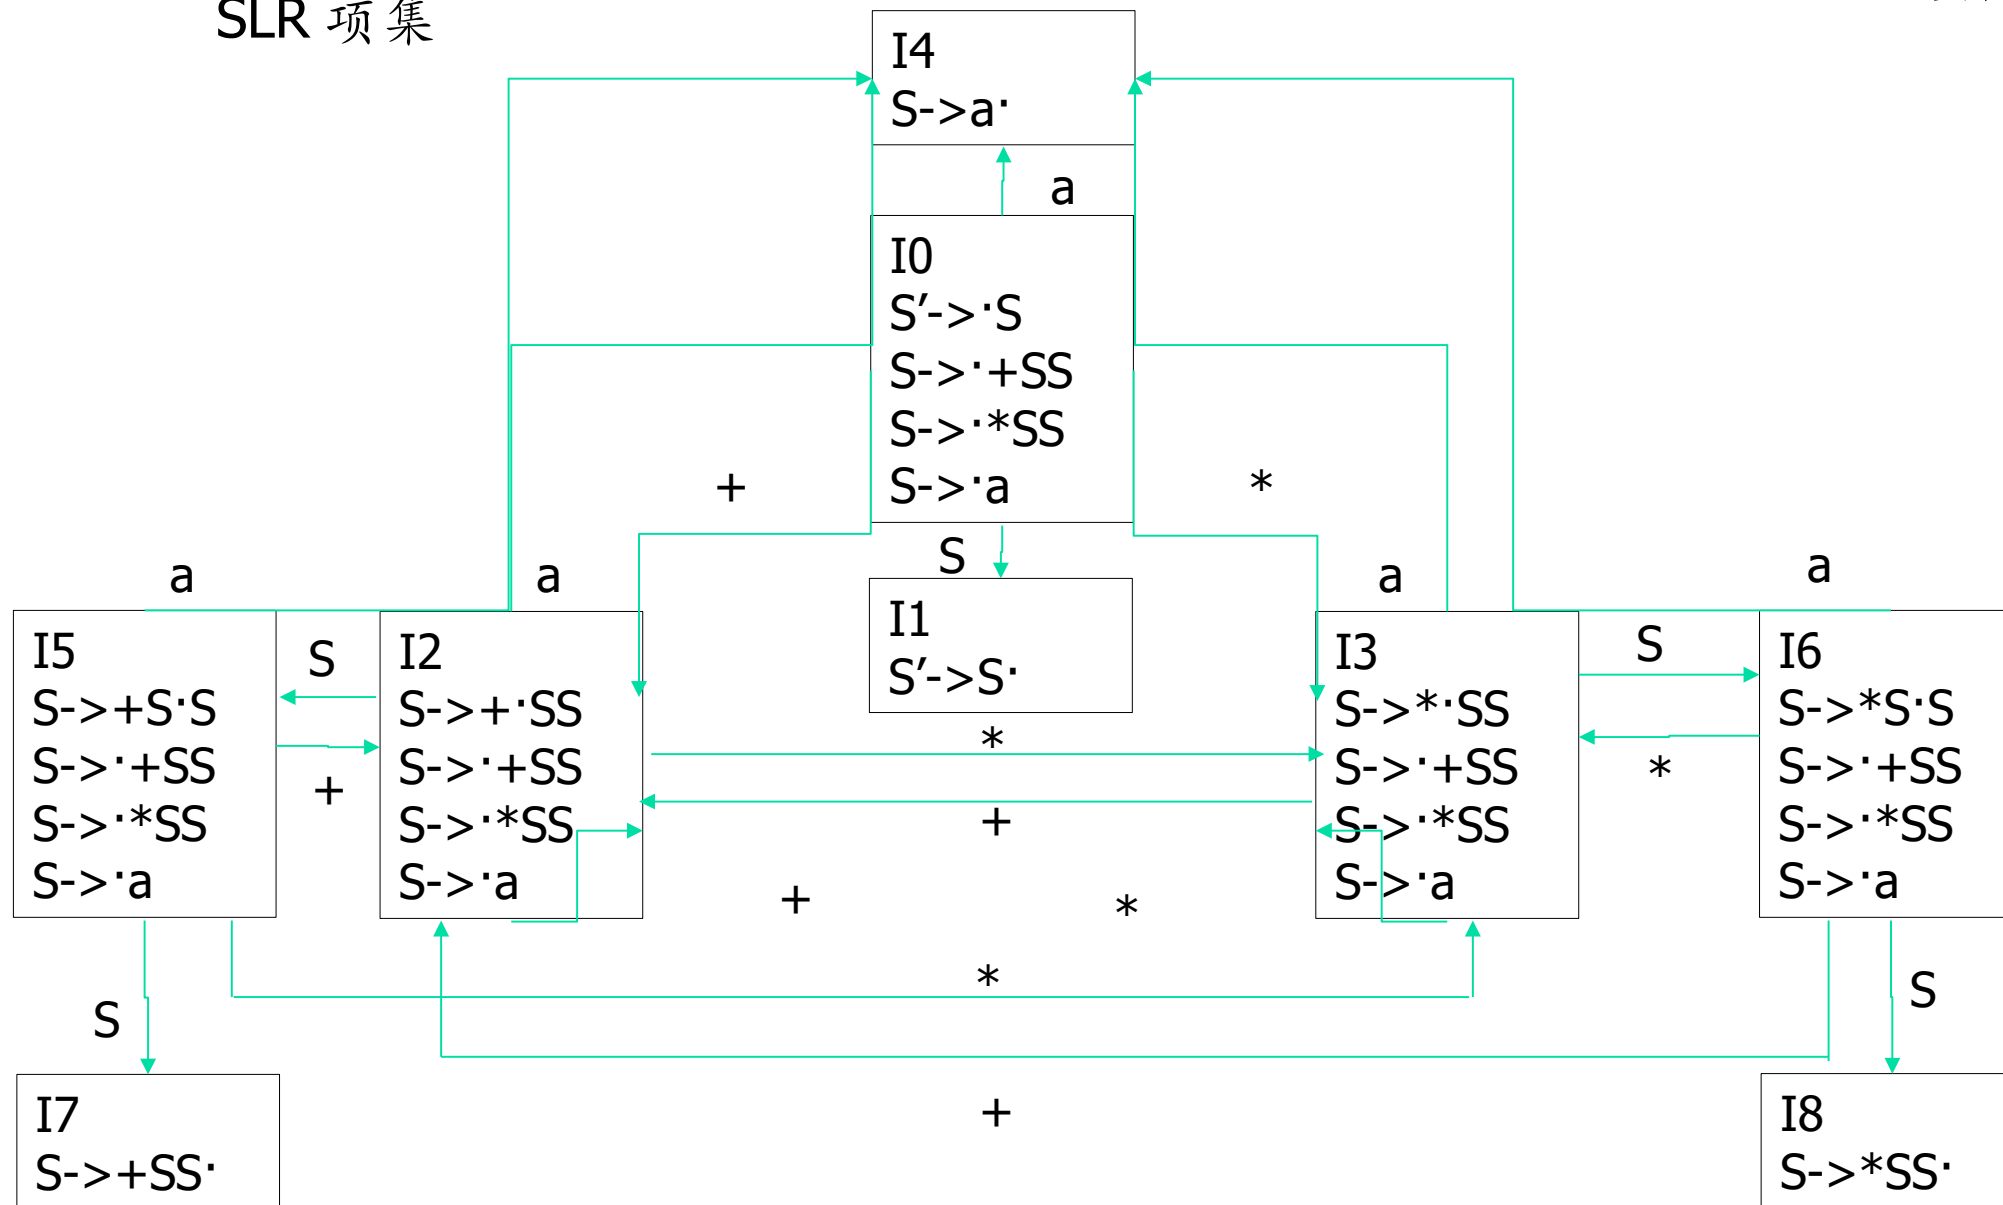 SLR 项集
I4
S->a·
a
I0
S'->·S
S->·+SS
S->·*SS
S->·a
+
*
S
a
a
a
a
I1
S'->S·
I5
S->+S·S
S->·+SS
S->·*SS
S->·a
S
+
I2
S->+·SS
S->·+SS
S->·*SS
S->·a
*
+
+
*
I3
S->*·SS
S->·+SS
S->·*SS
S->·a
S
*
I6
S->*S·S
S->·+SS
S->·*SS
S->·a
*
S
S
+
I7
S->+SS·
I8
S->*SS·